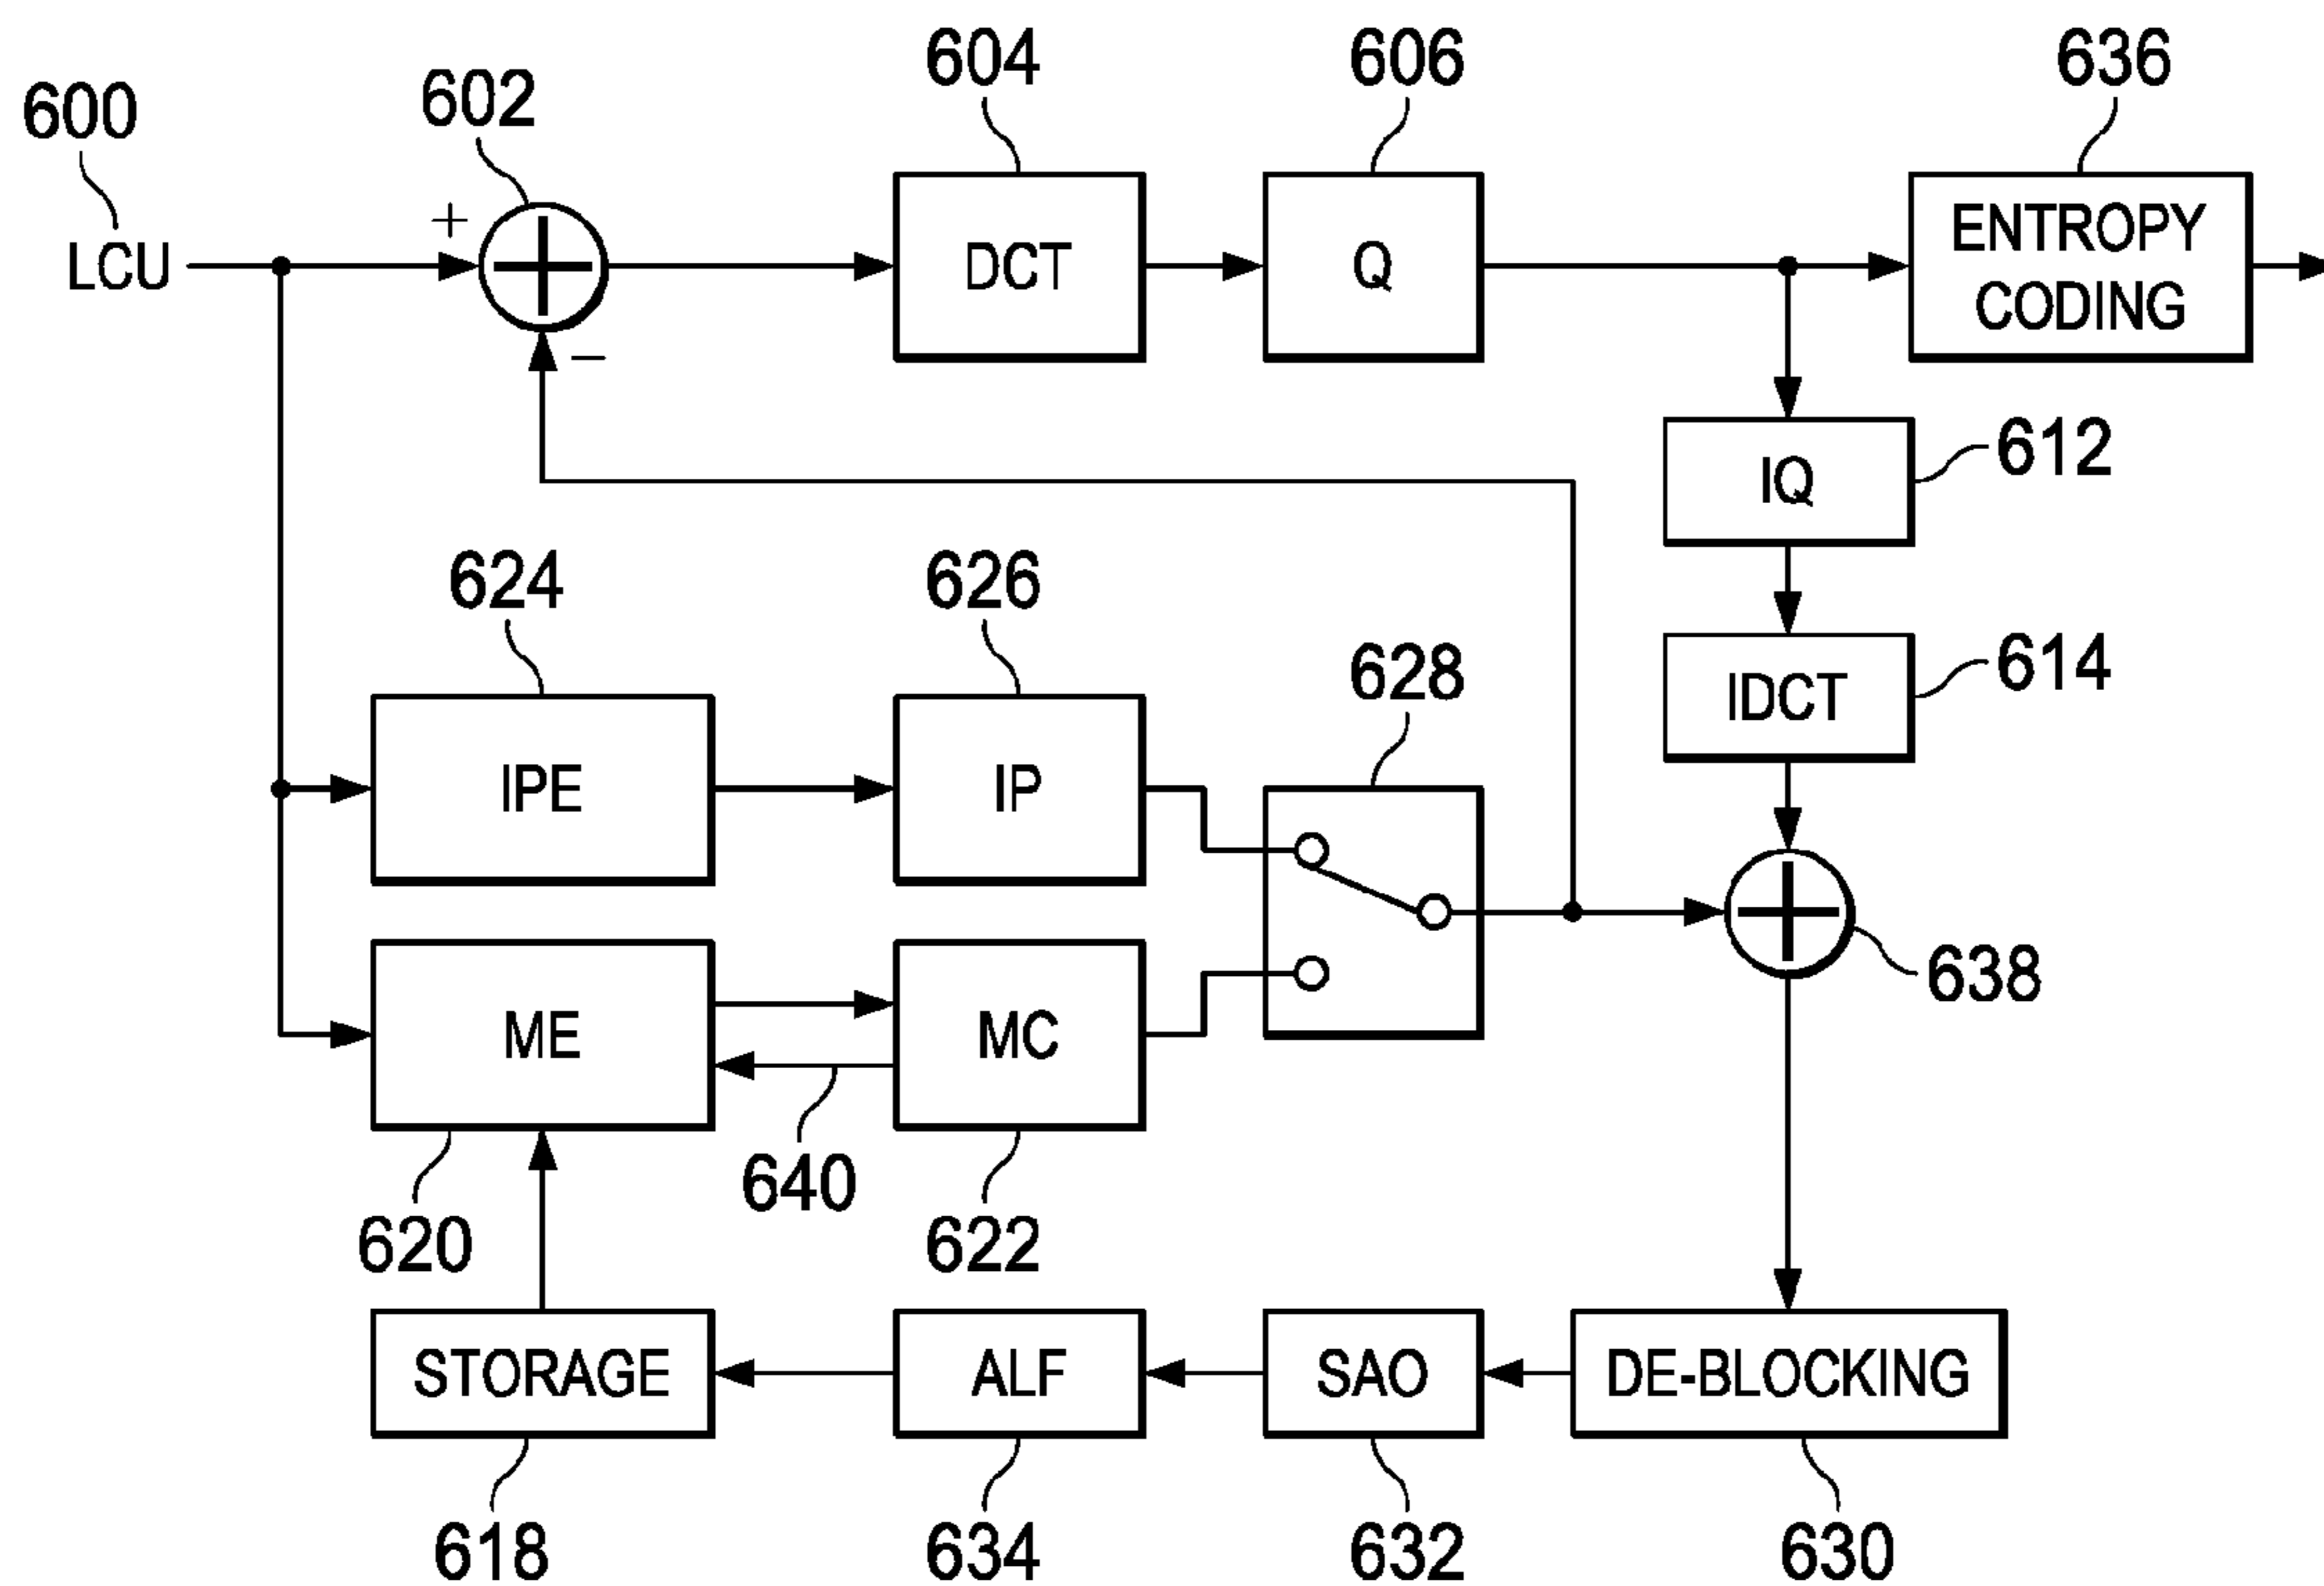 604
606
636
602
600
+
LCU
DCT
Q
ENTROPY
CODING
−
612
IQ
624
626
614
628
IDCT
IPE
IP
638
ME
MC
640
620
622
STORAGE
ALF
SAO
DE-BLOCKING
618
634
632
630